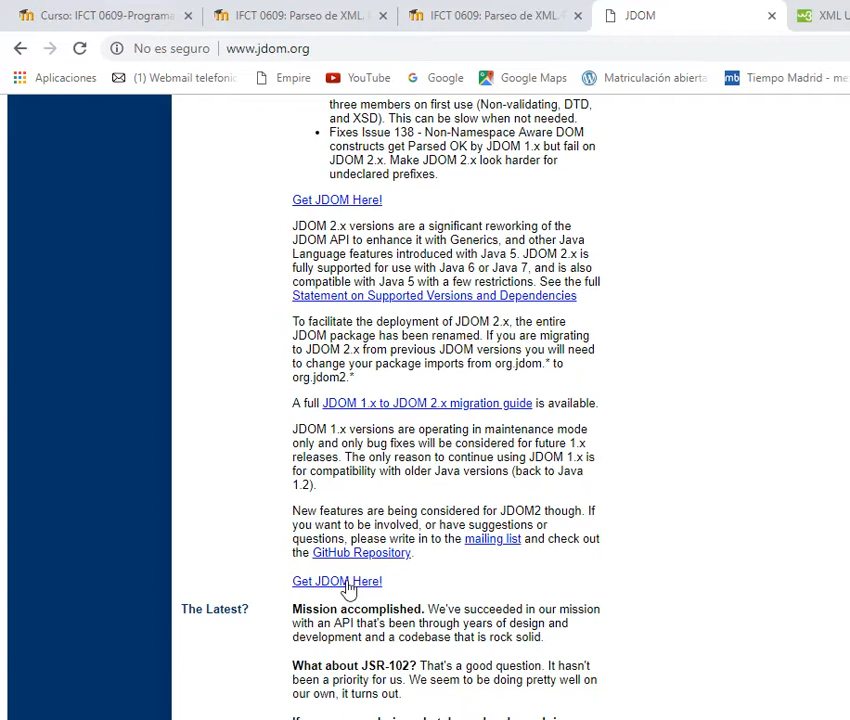 Curso: IFCT 0609-Programa
IFCT 0609: Parseo de XML.
IFCT 0609: Parseo de XML.
JDOM
XML
No es seguro
www.jdom.org
Aplicaciones
(1) Webmail telefonic
Empire
YouTube
Google
Google Maps
Matriculación abierta
Tiempo Madrid - me
three members on first use (Non-validating, DTD,
and XSD). This can be slow when not needed.
• Fixes Issue 138 - Non-Namespace Aware DOM
constructs get Parsed OK by JDOM 1.x but fail on
JDOM 2.x. Make JDOM 2.x look harder for
undeclared prefixes.
Get JDOM Here!
JDOM 2.x versions are a significant reworking of the
JDOM API to enhance it with Generics, and other Java
Language features introduced with Java 5. JDOM 2.x is
fully supported for use with Java 6 or Java 7, and is also
compatible with Java 5 with a few restrictions. See the full
Statement on Supported Versions and Dependencies
To facilitate the deployment of JDOM 2.x, the entire
JDOM package has been renamed. If you are migrating
to JDOM 2.x from previous JDOM versions you will need
to change your package imports from org.jdom.* to
org.jdom2.*
A full JDOM 1.x to JDOM 2.x migration guide is available.
JDOM 1.x versions are operating in maintenance mode
only and only bug fixes will be considered for future 1.x
releases. The only reason to continue using JDOM 1.x is
for compatibility with older Java versions (back to Java
1.2).
New features are being considered for JDOM2 though. If
you want to be involved, or have suggestions or
questions, please write in to the mailing list and check out
the GitHub Repository.
Get JDOM Here!
The Latest?
Mission accomplished. We've succeeded in our mission
with an API that's been through years of design and
development and a codebase that is rock solid.
What about JSR-102? That's a good question. It hasn't
been a priority for us. We seem to be doing pretty well on
our own, it turns out.